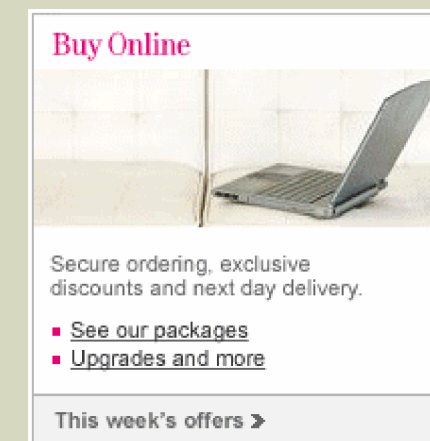 Buy Online
Secure ordering, exclusive
discounts and next day delivery.
See our packages
Upgrades and more
This week's offers